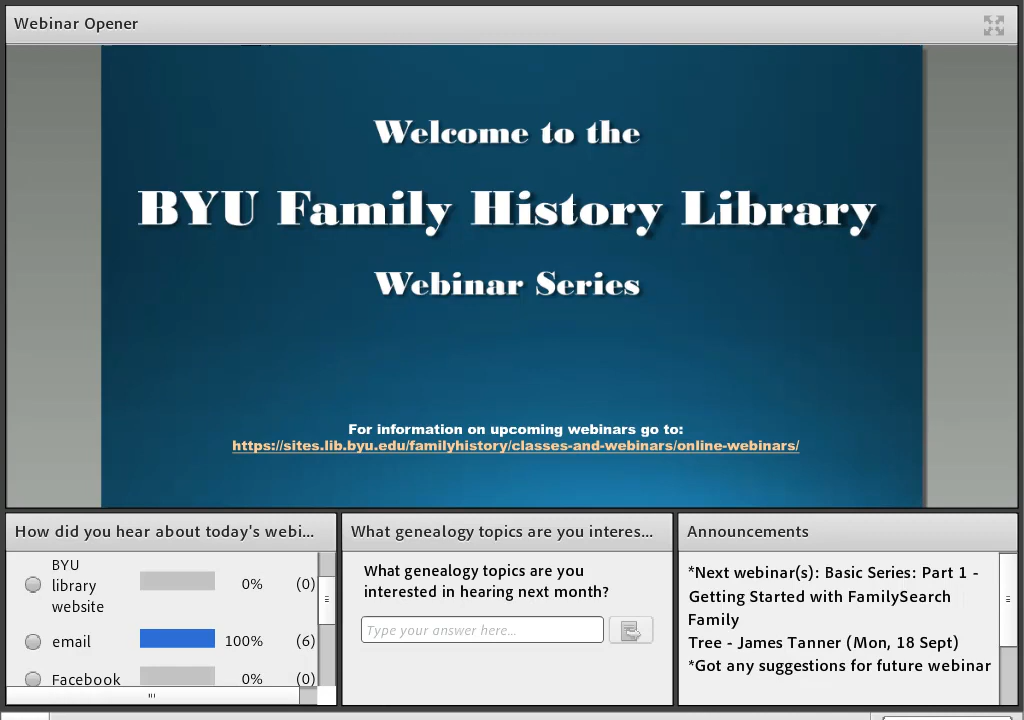 Webinar Opener
Welcome to the
BYU Family History Library
Webinar Series
For information on upcoming webinars go to:
https://sites.lib.byu.edu/familyhistory/classes-and-webinars/online-webinars/
How did you hear about today's webi...
BYU
library
website
0% (0)
email 100% (6)
Facebook 0% (0)
What genealogy topics are you interes...
What genealogy topics are you
interested in hearing next month?
Type your answer here...
Announcements
*Next webinar(s): Basic Series: Part 1 -
Getting Started with FamilySearch
Family
Tree - James Tanner (Mon, 18 Sept)
*Got any suggestions for future webinar